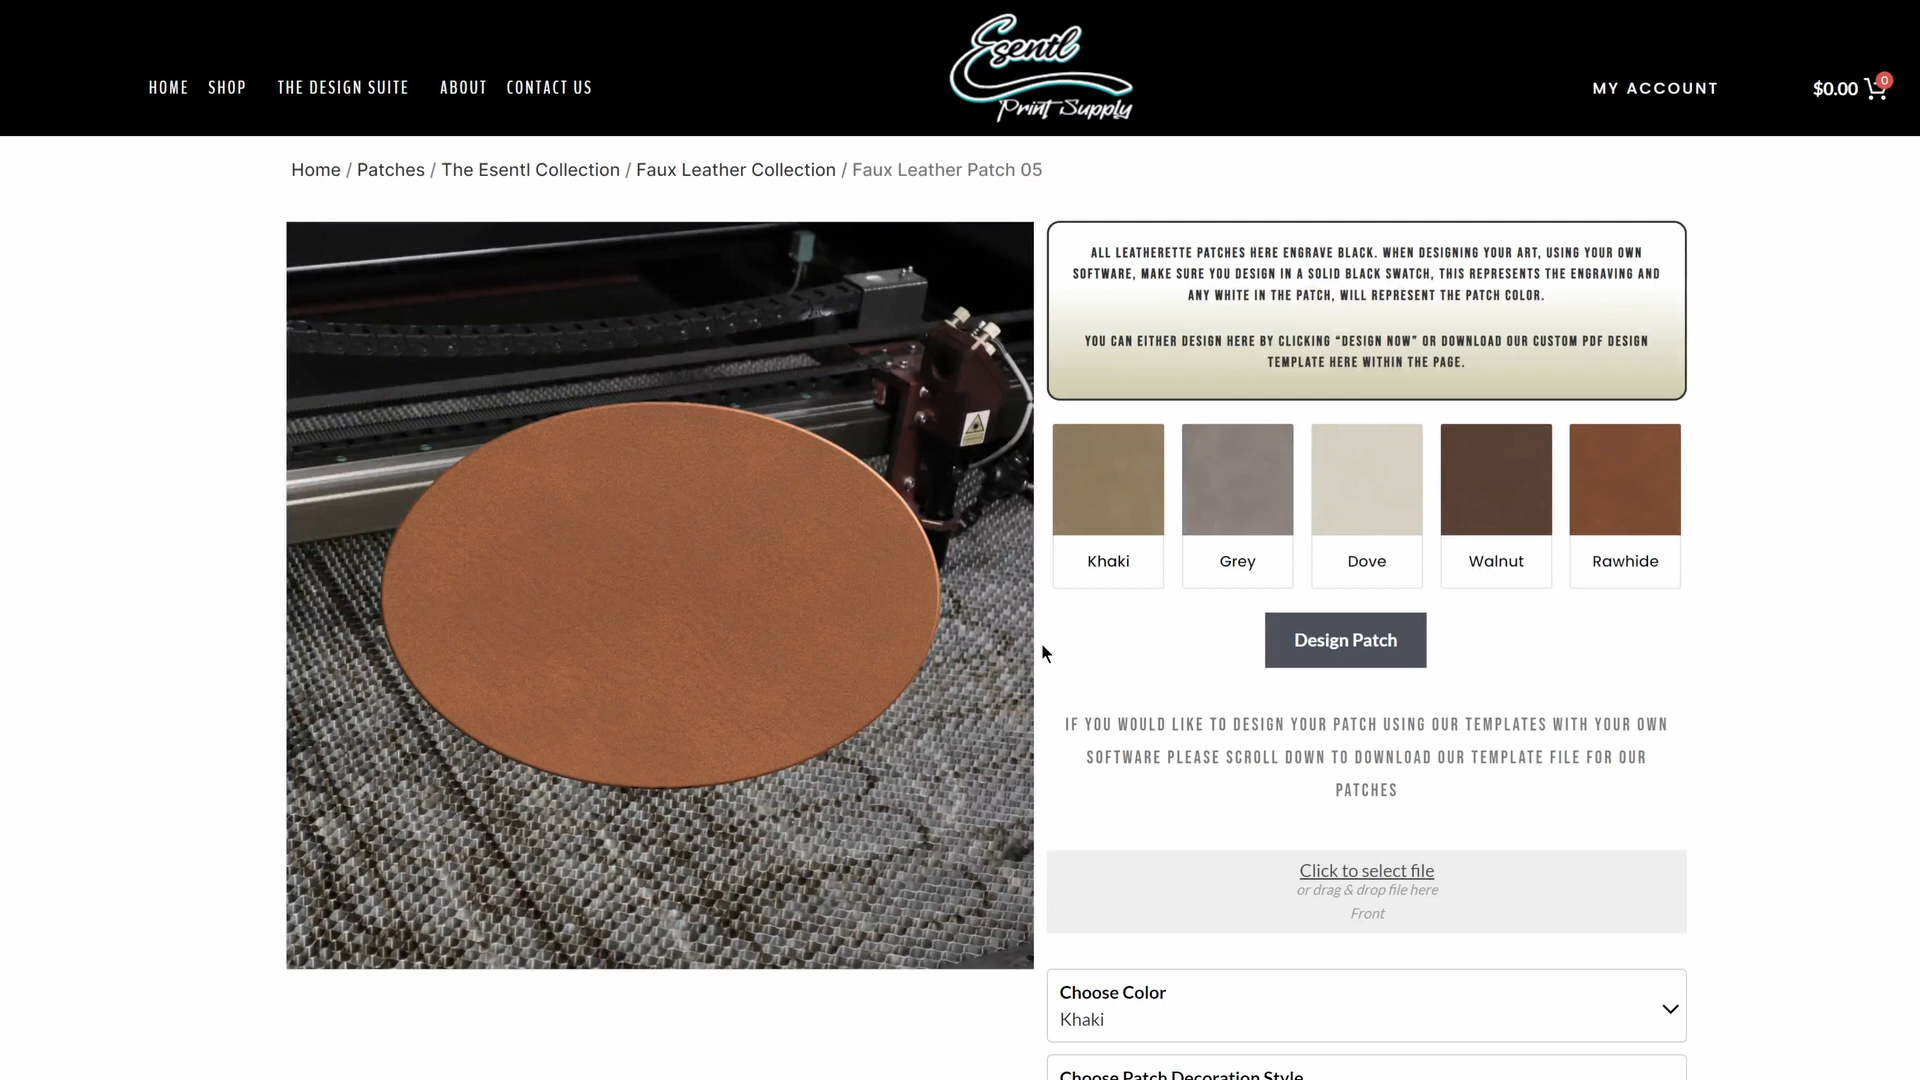 Esentl
Print Supply
HOME SHOP THE DESIGN SUITE ABOUT CONTACT US
MY ACCOUNT
$0.00 0
Home / Patches / The Esentl Collection / Faux Leather Collection / Faux Leather Patch 05
ALL LEATHERETTE PATCHES HERE ENGRAVE BLACK. WHEN DESIGNING YOUR ART, USING YOUR OWN
SOFTWARE, MAKE SURE YOU DESIGN IN A SOLID BLACK SWATCH, THIS REPRESENTS THE ENGRAVING AND
ANY WHITE IN THE PATCH, WILL REPRESENT THE PATCH COLOR.
YOU CAN EITHER DESIGN HERE BY CLICKING “DESIGN NOW” OR DOWNLOAD OUR CUSTOM PDF DESIGN
TEMPLATE HERE WITHIN THE PAGE.
Khaki Grey Dove Walnut Rawhide
Design Patch
IF YOU WOULD LIKE TO DESIGN YOUR PATCH USING OUR TEMPLATES WITH YOUR OWN
SOFTWARE PLEASE SCROLL DOWN TO DOWNLOAD OUR TEMPLATE FILE FOR OUR
PATCHES
Click to select file
or drag & drop file here
Front
Choose Color
Khaki
Choose Patch Decoration Style